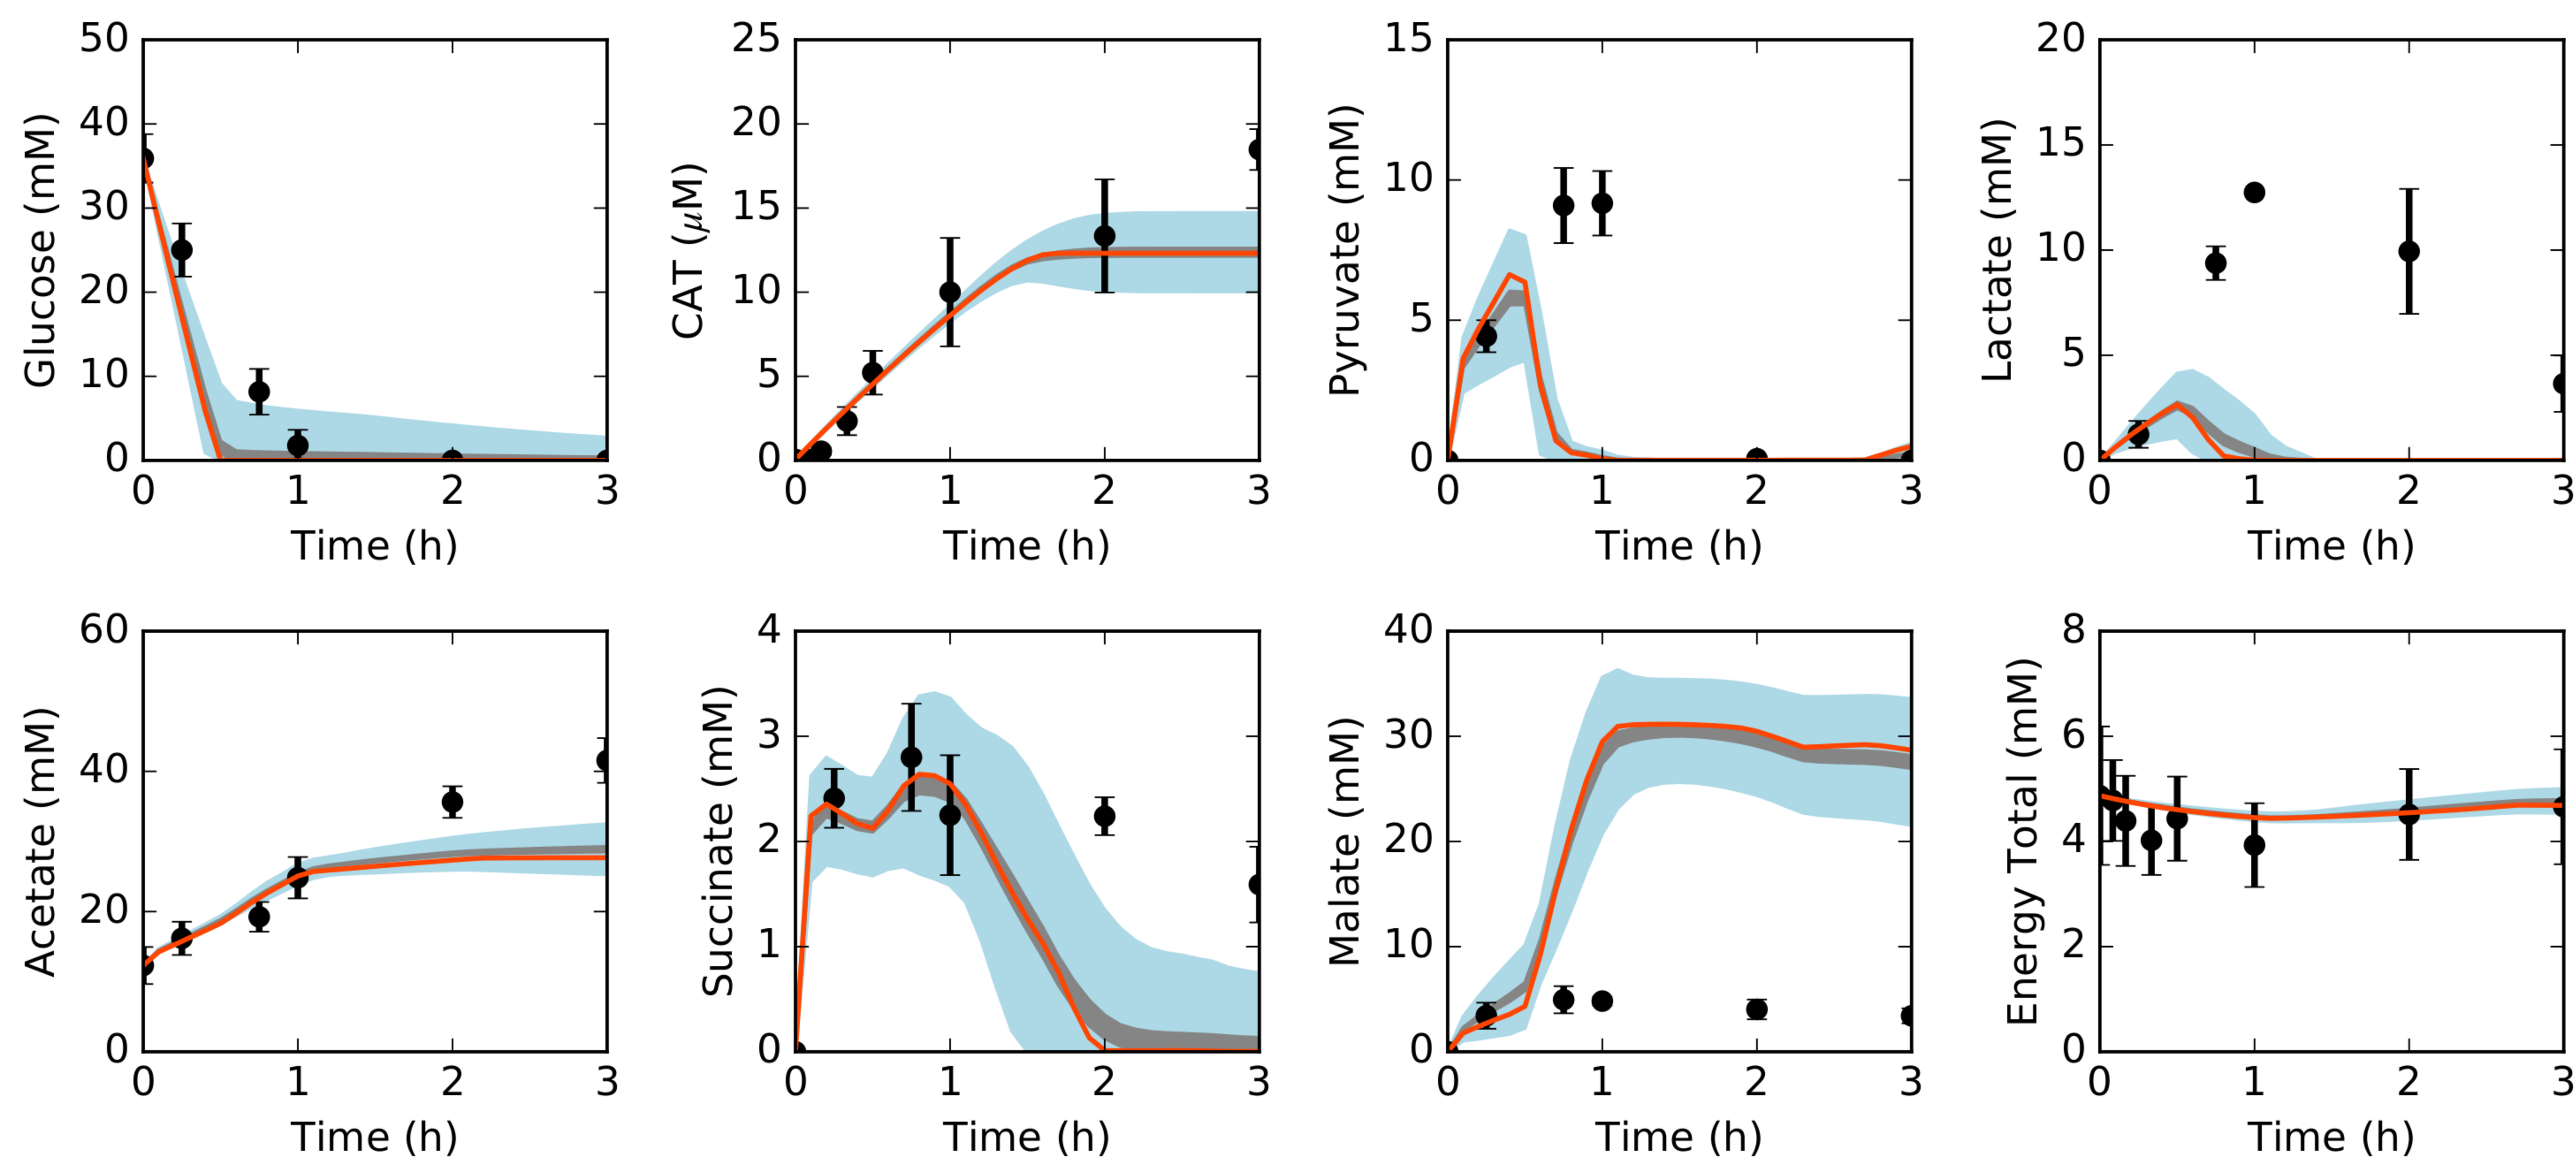 Glucose (mM)
50
40
30
20
10
0
0 1 2 3
Time (h)
CAT (μM)
25
20
15
10
5
0
0 1 2 3
Time (h)
Pyruvate (mM)
15
10
5
0
0 1 2 3
Time (h)
Lactate (mM)
20
15
10
5
0
0 1 2 3
Time (h)
Acetate (mM)
60
40
20
0
0 1 2 3
Time (h)
Succinate (mM)
4
3
2
1
0
0 1 2 3
Time (h)
Malate (mM)
40
30
20
10
0
0 1 2 3
Time (h)
Energy Total (mM)
8
6
4
2
0
0 1 2 3
Time (h)